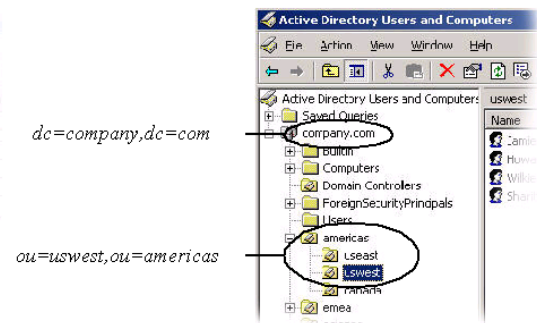 Active Directory Users and Computers
File Action View Window Help
Active Directory Users and Computers
uswest
Saved Queries
Name
dc=company,dc=com
company.com
Builtin
Computers
Domain Controllers
ForeignSecurityPrincipals
Users
americas
useast
ou=uswest,ou=americas
uswest
canada
emea